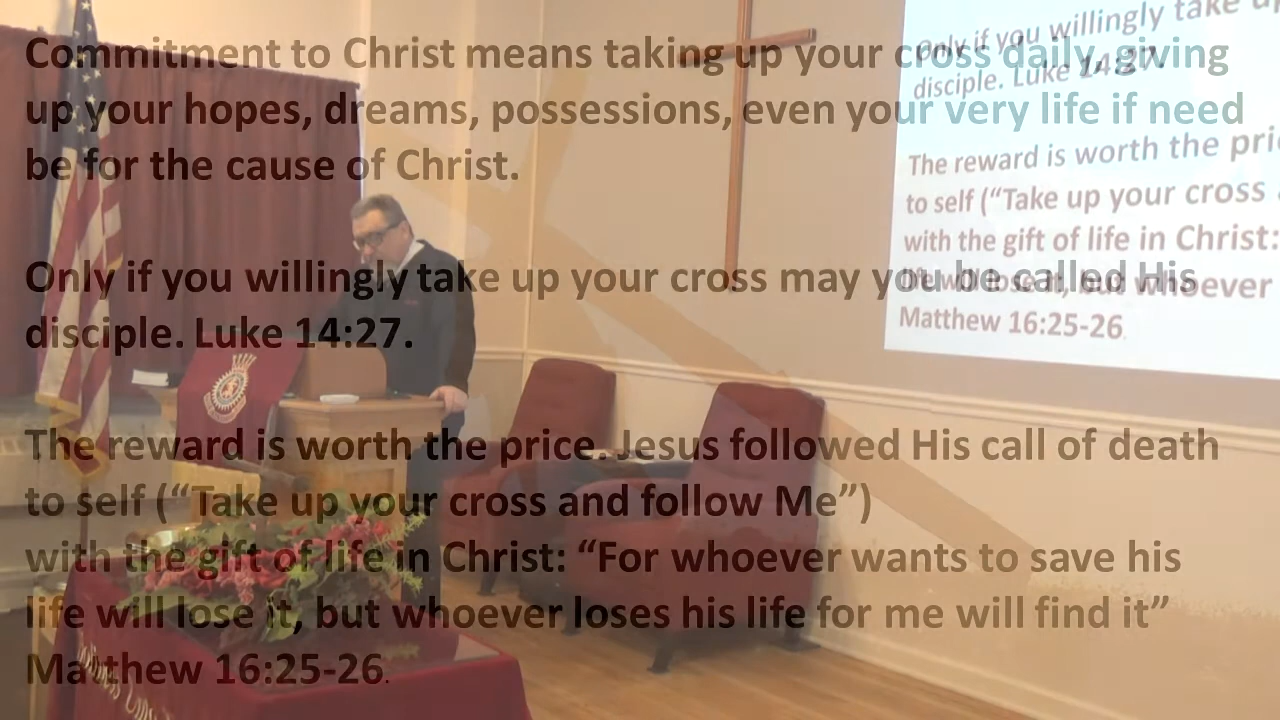 Commitment to Christ means taking up your cross daily, giving
up your hopes, dreams, possessions, even your very life if need
be for the cause of Christ.
Only if you willingly take up your cross may you be called His
disciple. Luke 14:27.
The reward is worth the price. Jesus followed His call of death
to self (“Take up your cross and follow Me”)
with the gift of life in Christ: “For whoever wants to save his
life will lose it, but whoever loses his life for me will find it”
Matthew 16:25-26.
Only if you willingly take up
disciple. Luke 14:27.
The reward is worth the
to self (“Take up your cross
with the gift of life in Christ:
life will lose it, but whoever
Matthew 16:25-26.